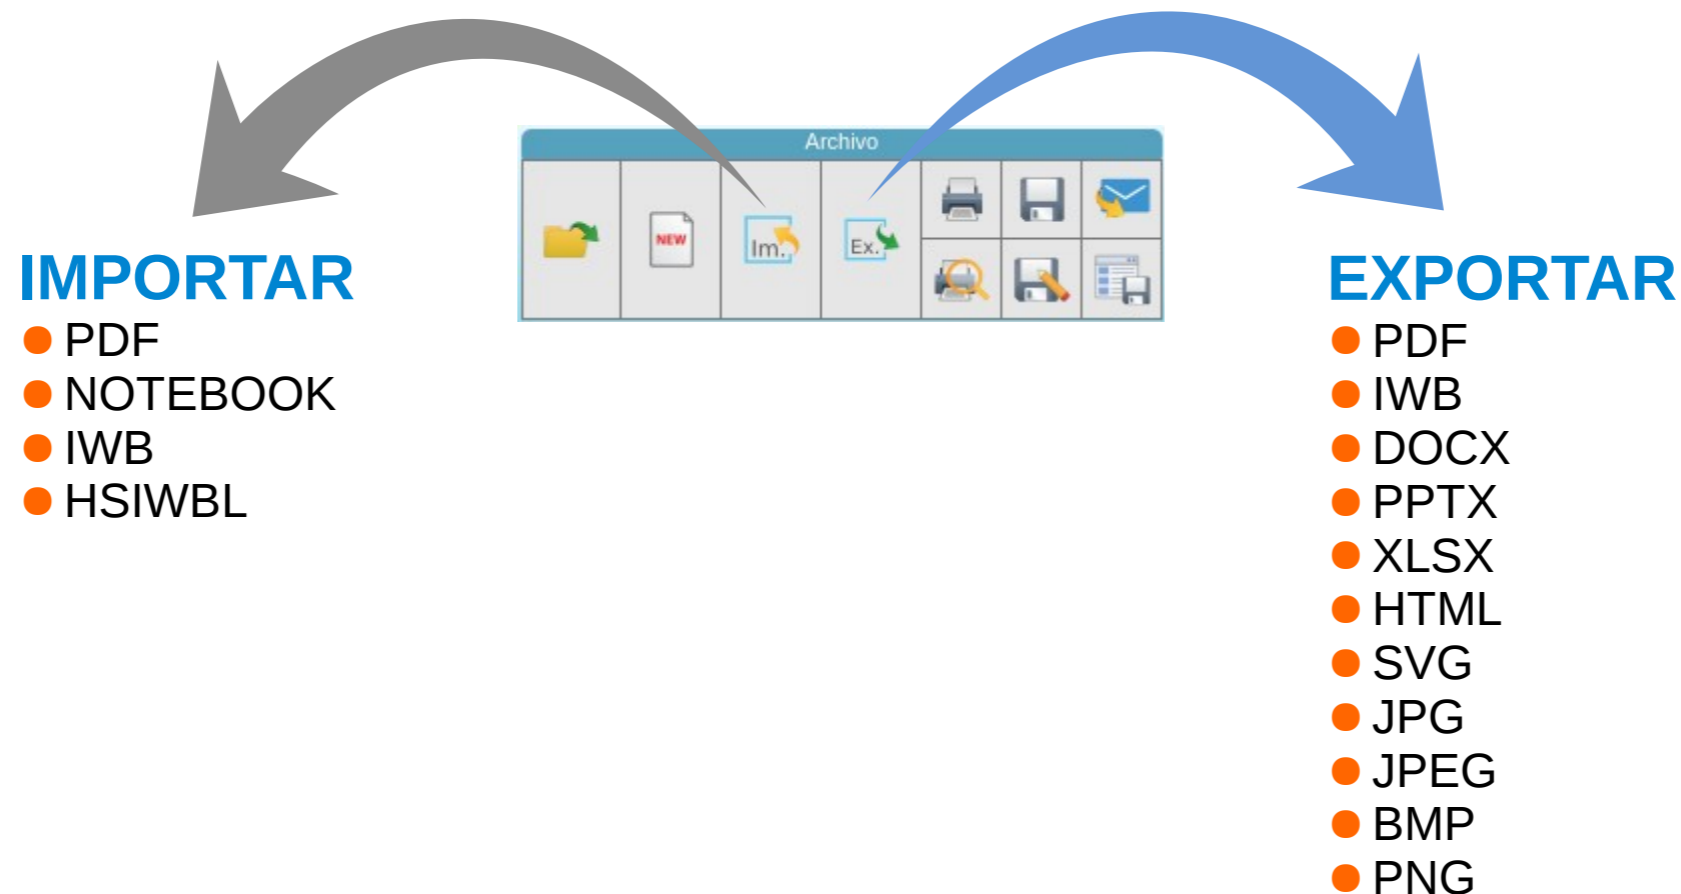 Archivo
NEW
Im.
Ex.
IMPORTAR
PDF
NOTEBOOK
IWB
HSIWBL
EXPORTAR
PDF
IWB
DOCX
PPTX
XLSX
HTML
SVG
JPG
JPEG
BMP
PNG